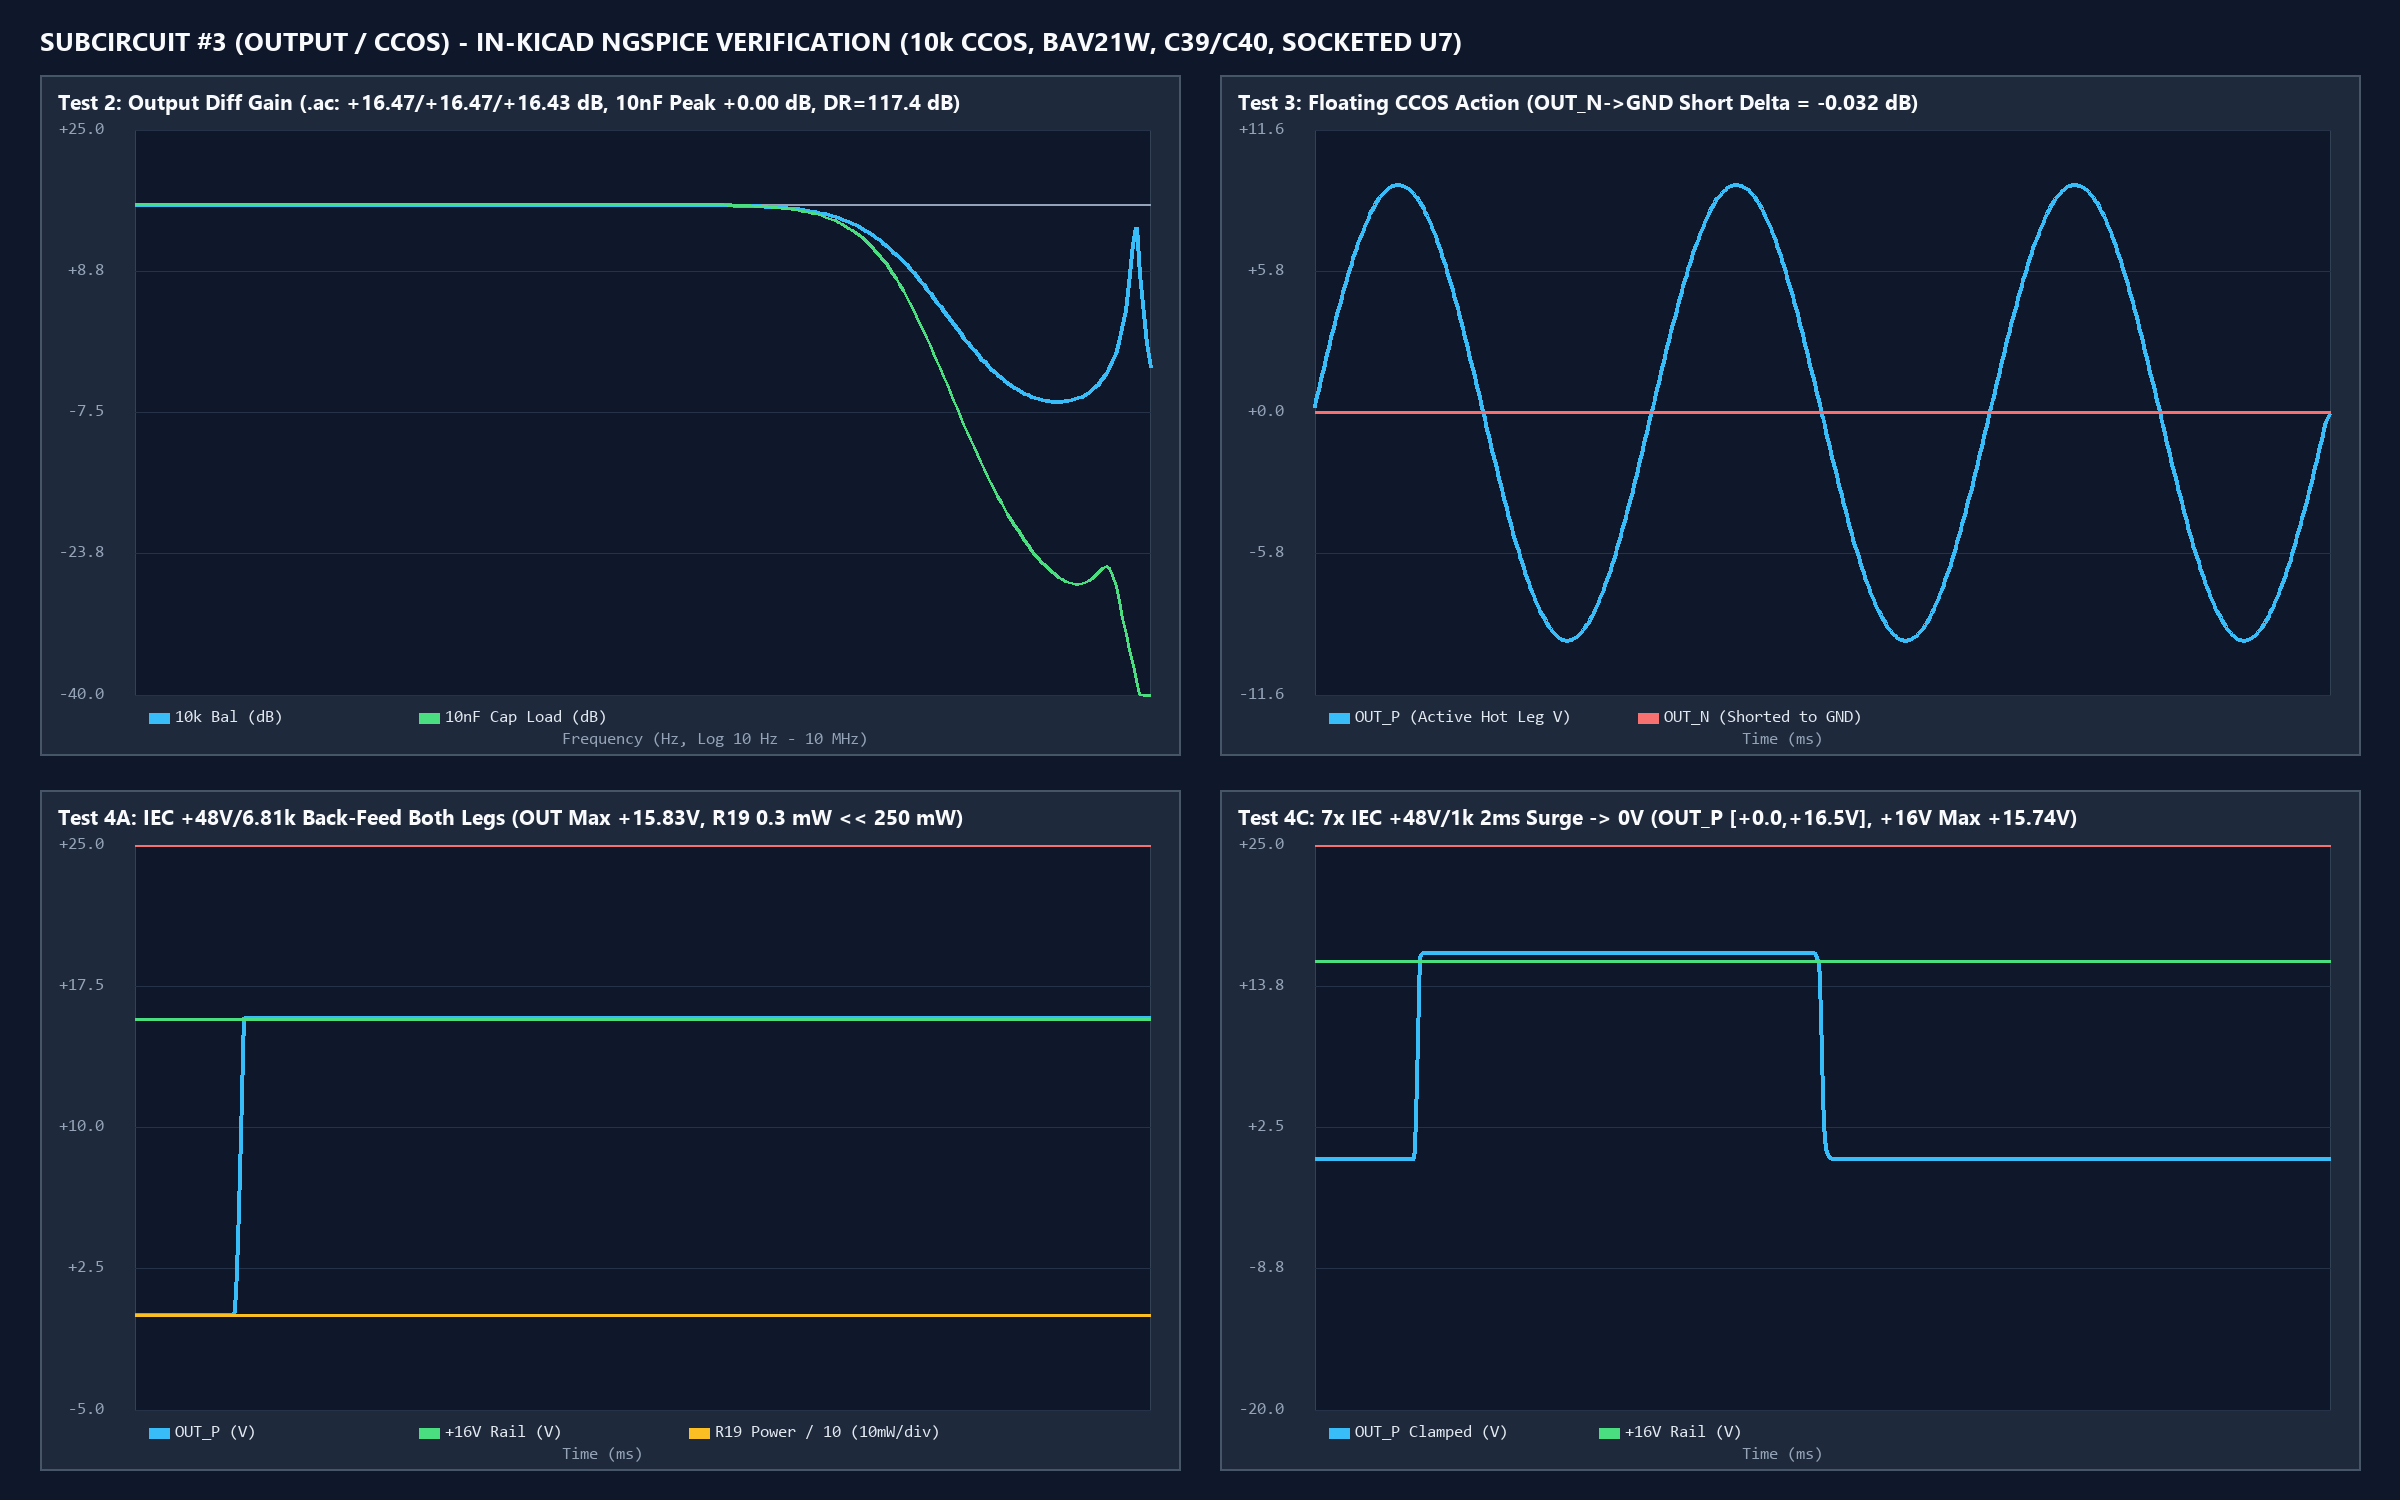 SUBCIRCUIT #3 (OUTPUT / CCOS) - IN-KICAD NGSPICE VERIFICATION (10k CCOS, BAV21W, C39/C40, SOCKETED U7)
Test 2: Output Diff Gain (.ac: +16.47/+16.47/+16.43 dB, 10nF Peak +0.00 dB, DR=117.4 dB)
+25.0
+8.8
-7.5
-23.8
-40.0
10k Bal (dB)
10nF Cap Load (dB)
Frequency (Hz, Log 10 Hz - 10 MHz)
Test 3: Floating CCOS Action (OUT_N->GND Short Delta = -0.032 dB)
+11.6
+5.8
+0.0
-5.8
-11.6
OUT_P (Active Hot Leg V)
OUT_N (Shorted to GND)
Time (ms)
Test 4A: IEC +48V/6.81k Back-Feed Both Legs (OUT Max +15.83V, R19 0.3 mW << 250 mW)
+25.0
+17.5
+10.0
+2.5
-5.0
OUT_P (V)
+16V Rail (V)
R19 Power / 10 (10mW/div)
Time (ms)
Test 4C: 7x IEC +48V/1k 2ms Surge -> 0V (OUT_P [+0.0,+16.5V], +16V Max +15.74V)
+25.0
+13.8
+2.5
-8.8
-20.0
OUT_P Clamped (V)
+16V Rail (V)
Time (ms)